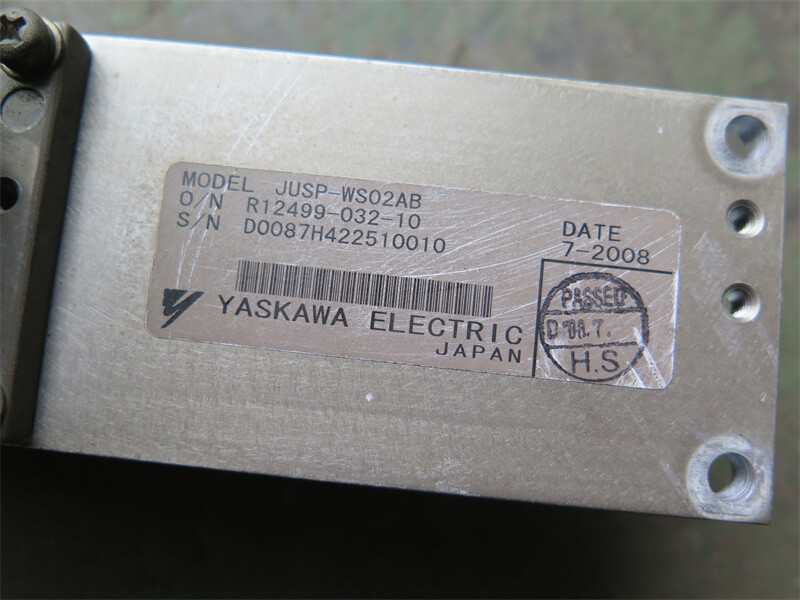 MODEL JUSP-WS02AB
O/N R12499-032-10
S/N D0087H422510010
DATE
7-2008
YASKAWA ELECTRIC
JAPAN
PASSED
D '08.7.
H.S